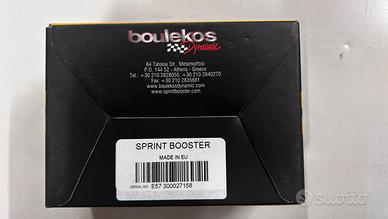 boulekos
Dynamic
84 Tatoiou Str., Metamorfosi
P.O. 144 52 - Athens - Greece
Tel.: +30 210 2828050, +30 210 2840270
Fax: +30 210 2835661
www.boulekosdynamic.com
www.sprintbooster.com
SPRINT BOOSTER
MADE IN EU
SERIAL NO: E57 300027158
subito